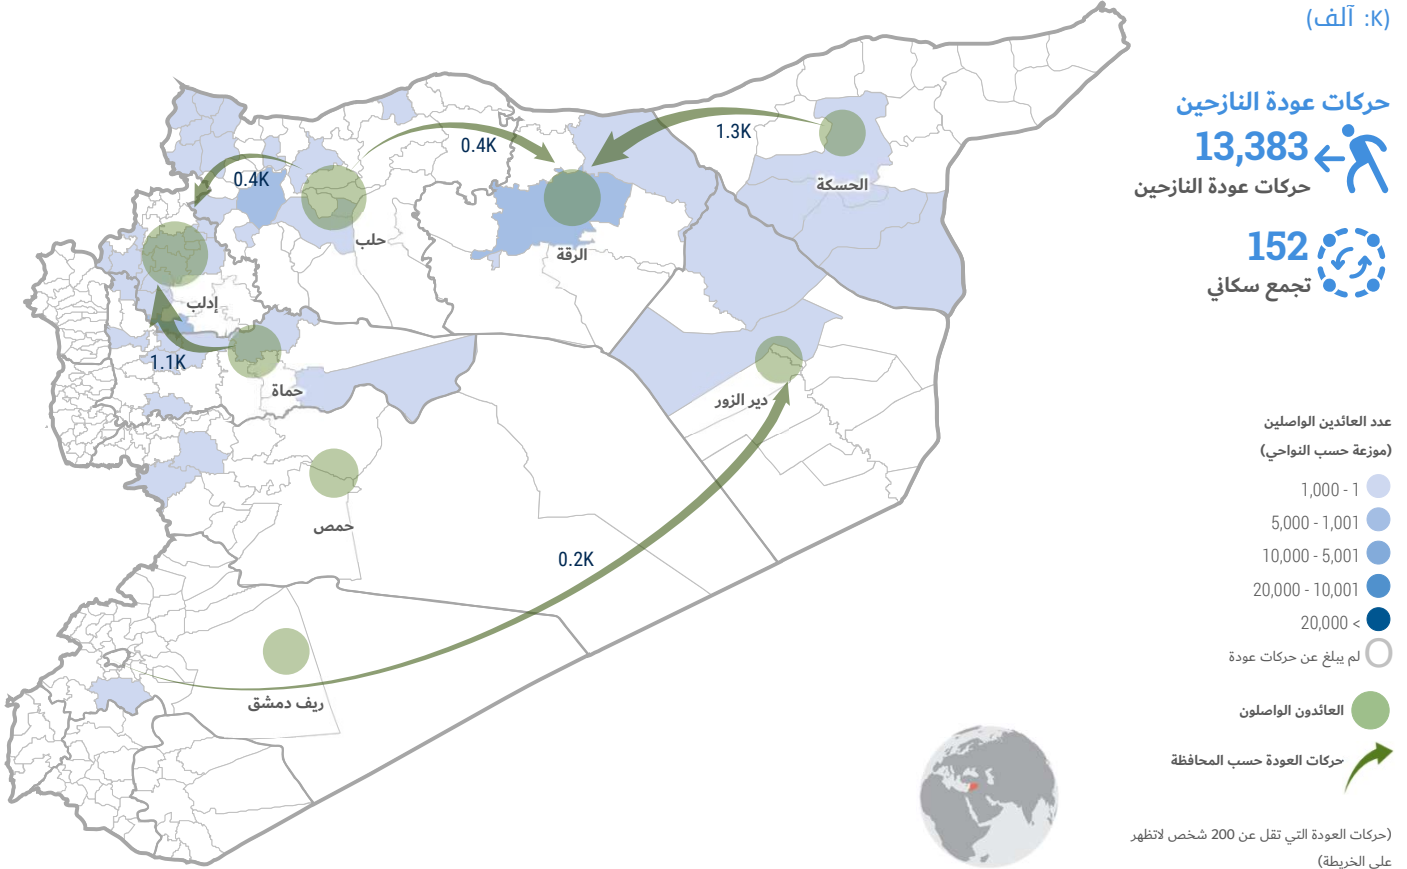 (K: آلف)
حركات عودة النازحين
13,383
حركات عودة النازحين
152
تجمع سكاني
1.3K
0.4K
0.4K
الحسكة
حلب
الرقة
إدلب
1.1K
حماة
دير الزور
حمص
0.2K
ريف دمشق
عدد العائدين الواصلين
(موزعة حسب النواحي)
1 - 1,000
1,001 - 5,000
5,001 - 10,000
10,001 - 20,000
> 20,000
لم يبلغ عن حركات عودة
العائدون الواصلون
حركات العودة حسب المحافظة
(حركات العودة التي تقل عن 200 شخص لاتظهر
على الخريطة)